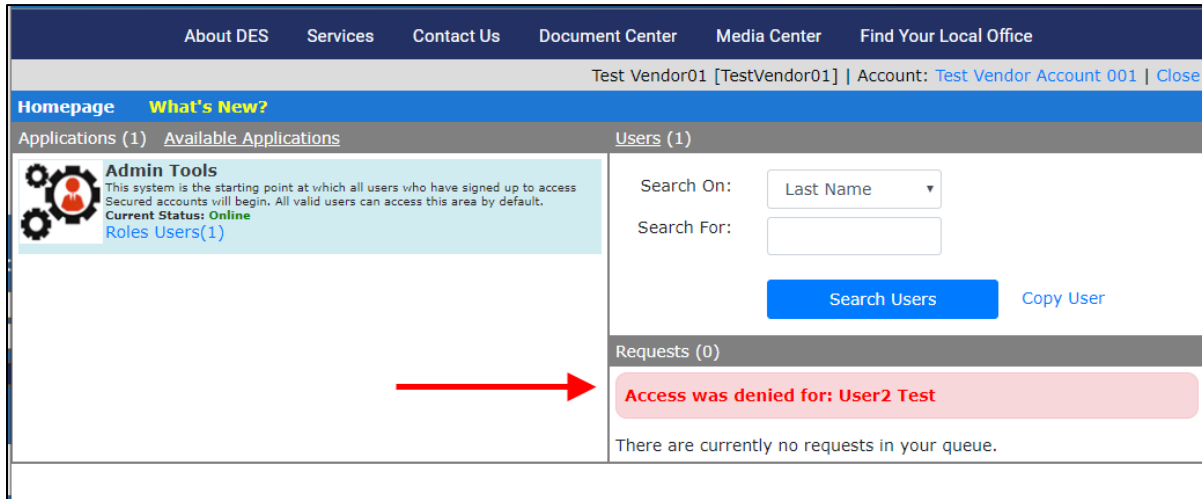 About DES Services Contact Us Document Center Media Center Find Your Local Office
Test Vendor01 [TestVendor01] | Account: Test Vendor Account 001 | Close
Homepage What's New?
Applications (1) Available Applications
Admin Tools
This system is the starting point at which all users who have signed up to access
Secured accounts will begin. All valid users can access this area by default.
Current Status: Online
Roles Users(1)
Users (1)
Search On: Last Name
Search For:
Search Users Copy User
Requests (0)
Access was denied for: User2 Test
There are currently no requests in your queue.